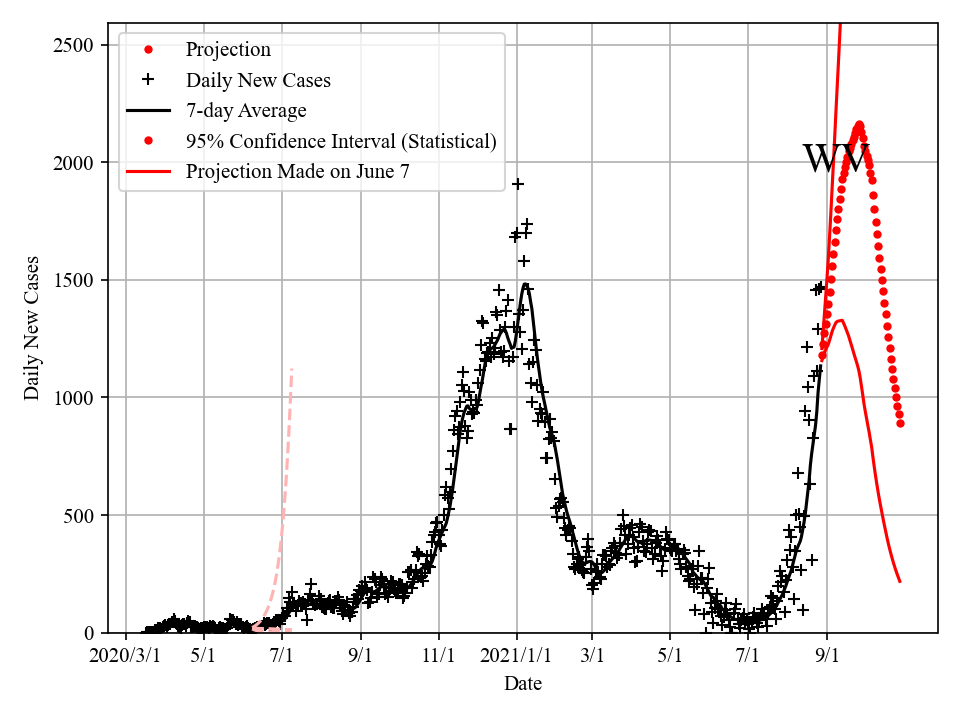 2500
2000
1500
1000
500
0
Daily New Cases
Projection
Daily New Cases
7-day Average
95% Confidence Interval (Statistical)
Projection Made on June 7
WV
2020/3/1 5/1 7/1 9/1 11/1 2021/1/1 3/1 5/1 7/1 9/1
Date